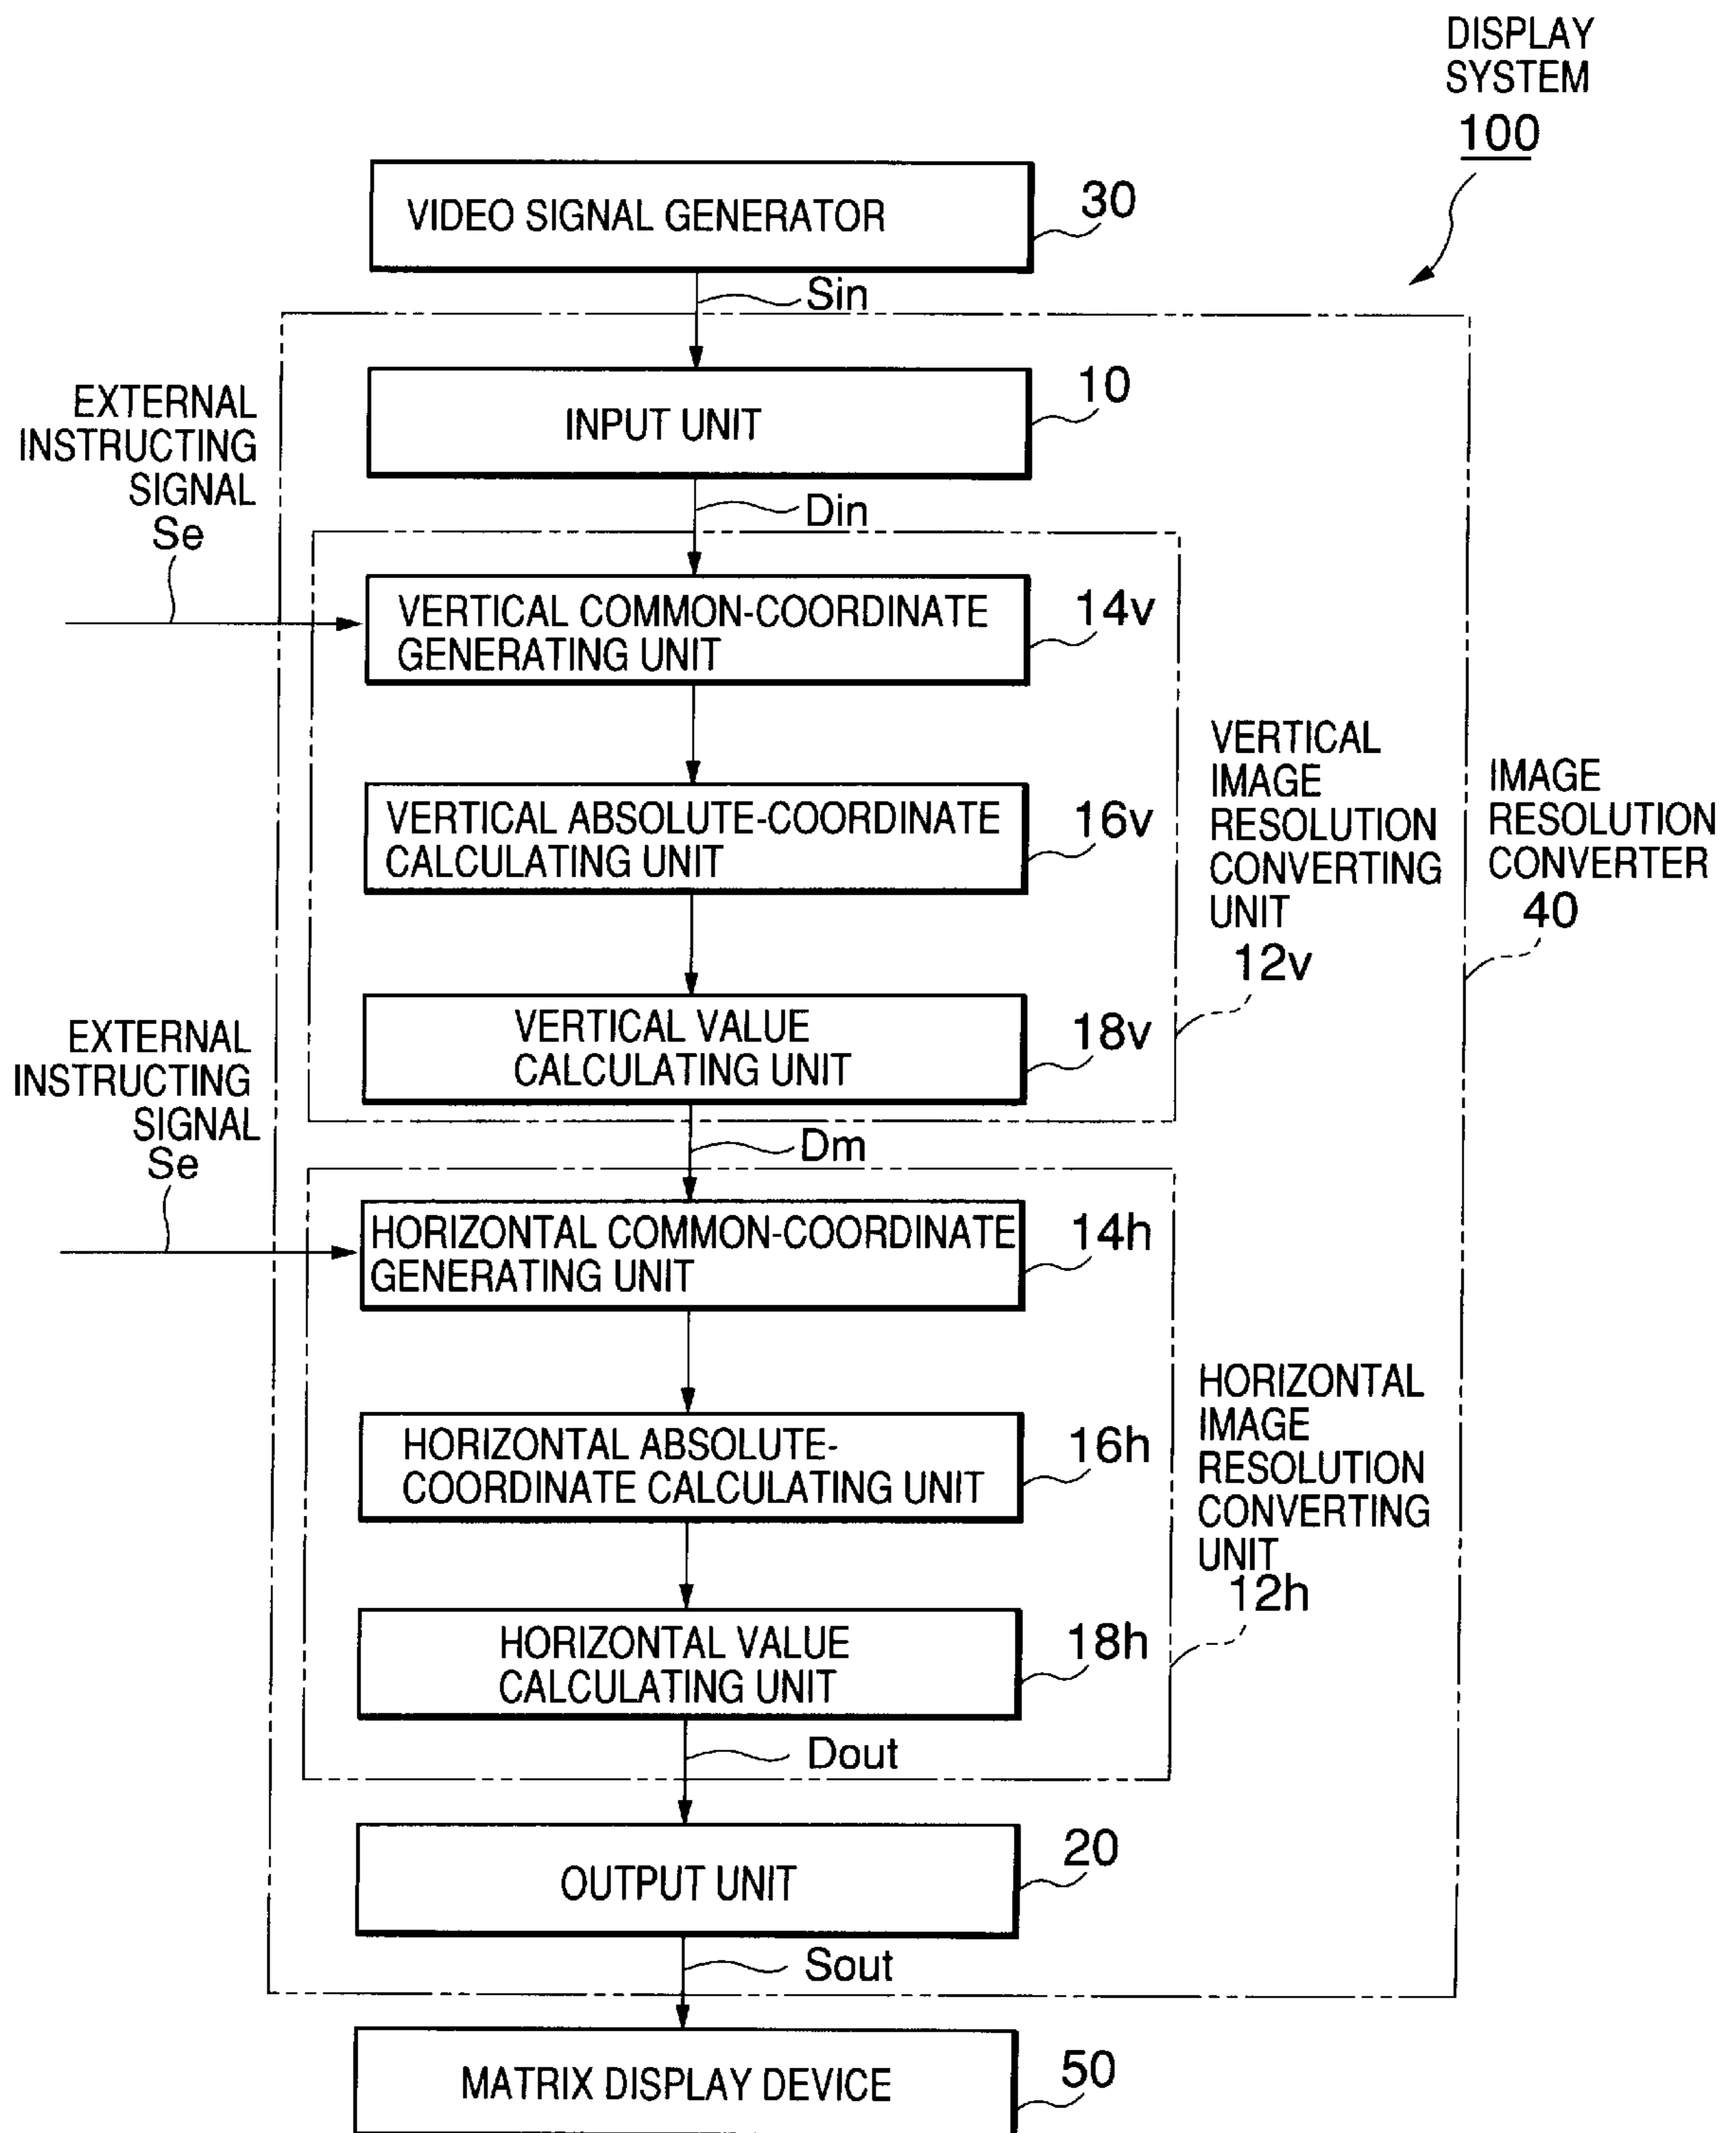 DISPLAY
SYSTEM
100
VIDEO SIGNAL GENERATOR
30
Sin
INPUT UNIT
10
EXTERNAL
INSTRUCTING
SIGNAL
Se
Din
VERTICAL COMMON-COORDINATE
GENERATING UNIT
14v
VERTICAL ABSOLUTE-COORDINATE
CALCULATING UNIT
16v
VERTICAL
IMAGE
RESOLUTION
CONVERTING
UNIT
12v
IMAGE
RESOLUTION
CONVERTER
40
VERTICAL VALUE
CALCULATING UNIT
18v
EXTERNAL
INSTRUCTING
SIGNAL
Se
Dm
HORIZONTAL COMMON-COORDINATE
GENERATING UNIT
14h
HORIZONTAL ABSOLUTE-
COORDINATE CALCULATING UNIT
16h
HORIZONTAL
IMAGE
RESOLUTION
CONVERTING
UNIT
12h
HORIZONTAL VALUE
CALCULATING UNIT
18h
Dout
OUTPUT UNIT
20
Sout
MATRIX DISPLAY DEVICE
50